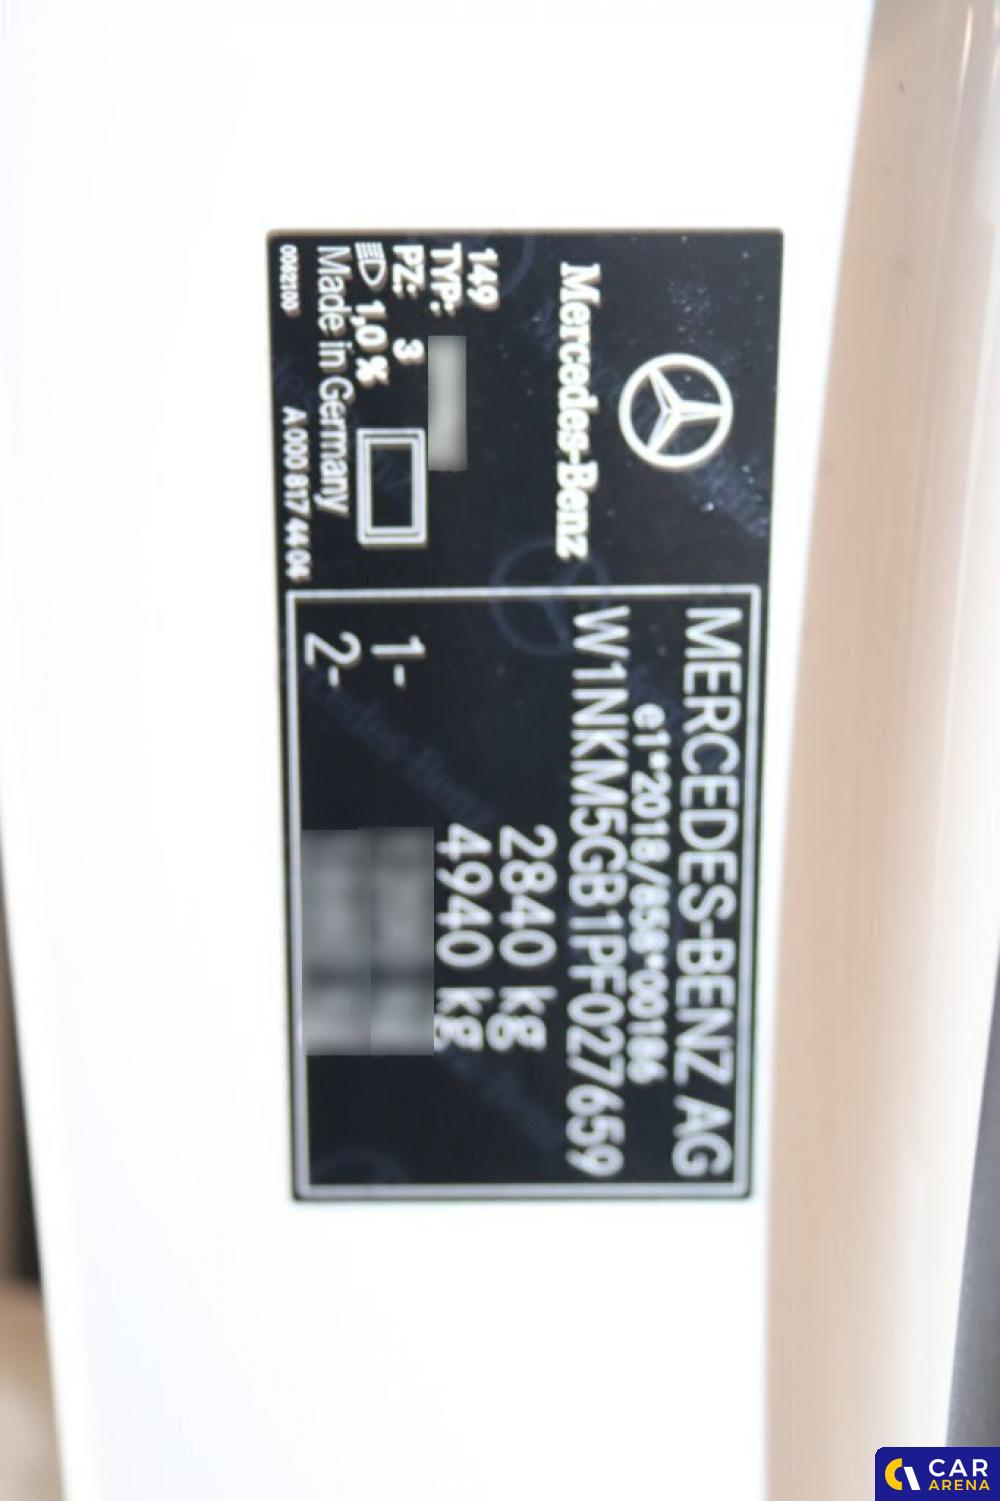 Mercedes-Benz
149
TYP:
PZ: 3
1,0 %
Made in Germany
0042100
A 000 817 44 04
MERCEDES-BENZ AG
e1*2018/858*00186
W1NKM5GB1PF027659
2840 kg
4940 kg
1-
2-
CAR
ARENA